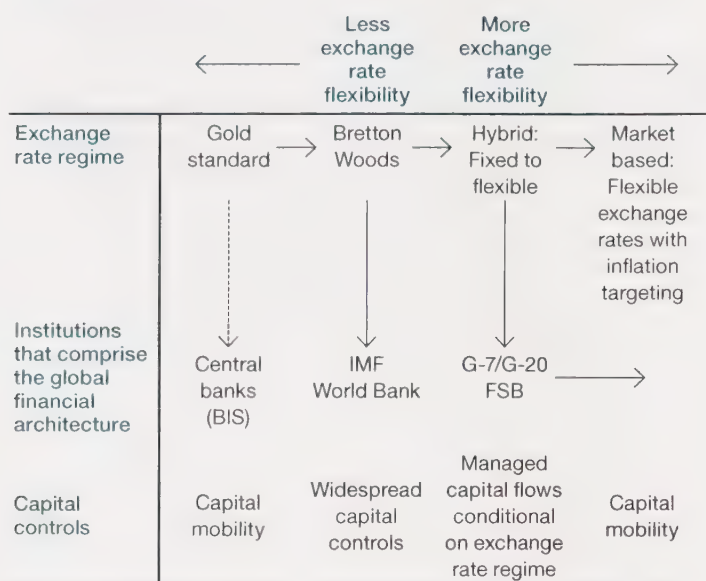 Less
exchange
rate
flexibility
More
exchange
rate
flexibility
Exchange
rate regime
Gold
standard
Bretton
Woods
Hybrid:
Fixed to
flexible
Market
based:
Flexible
exchange
rates with
inflation
targeting
Institutions
that comprise
the global
financial
architecture
Central
banks
(BIS)
IMF
World Bank
G-7/G-20
FSB
Capital
controls
Capital
mobility
Widespread
capital
controls
Managed
capital flows
conditional
on exchange
rate regime
Capital
mobility